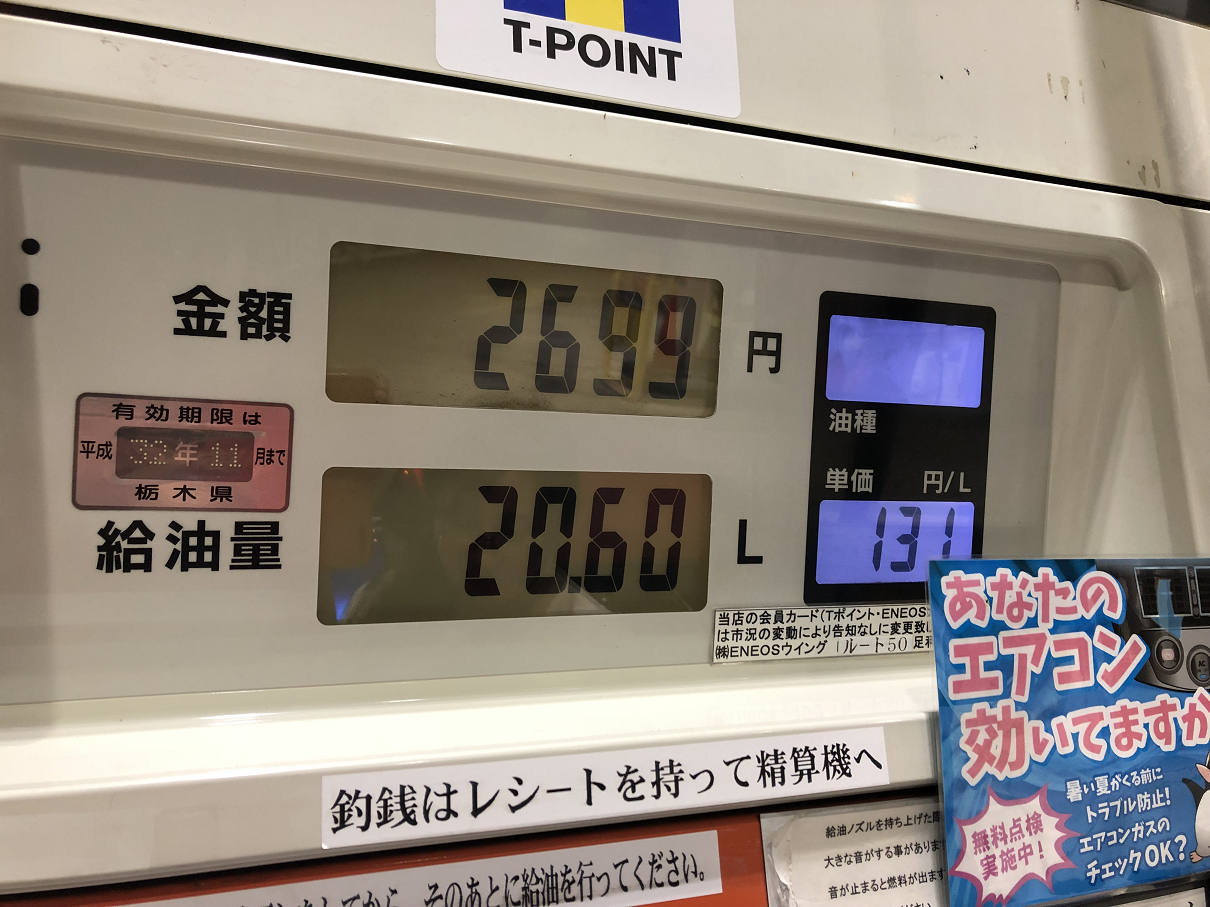 T-POINT
金額
2699
円
有効期限は
平成 32年 11月まで
栃木県
給油量
20.60
L
油種
単価 円/L
131
当店の会員カード(Tポイント・ENEOS
は市況の変動により告知なしに変更致
㈱ENEOSウイング 「ルート50 足
あなたの
エアコン
効いてますか
暑い夏がくる前に
トラブル防止!
エアコンガスの
チェックOK?
無料点検
実施中!
釣銭はレシートを持って精算機へ
てから、そのあとに給油を行ってください。
給油ノズルを持ち上げた際
大きな音がする事があります
音が止まると燃料が出ます